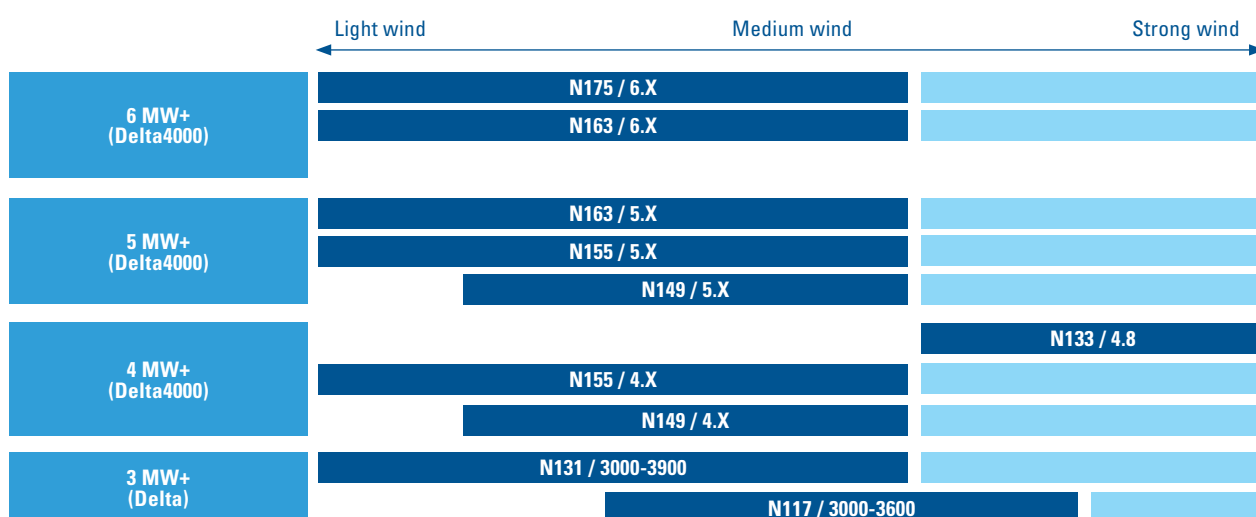 Light wind Medium wind Strong wind
6 MW+
(Delta4000)
N175 / 6.X
N163 / 6.X
5 MW+
(Delta4000)
N163 / 5.X
N155 / 5.X
N149 / 5.X
4 MW+
(Delta4000)
N133 / 4.8
N155 / 4.X
N149 / 4.X
3 MW+
(Delta)
N131 / 3000-3900
N117 / 3000-3600